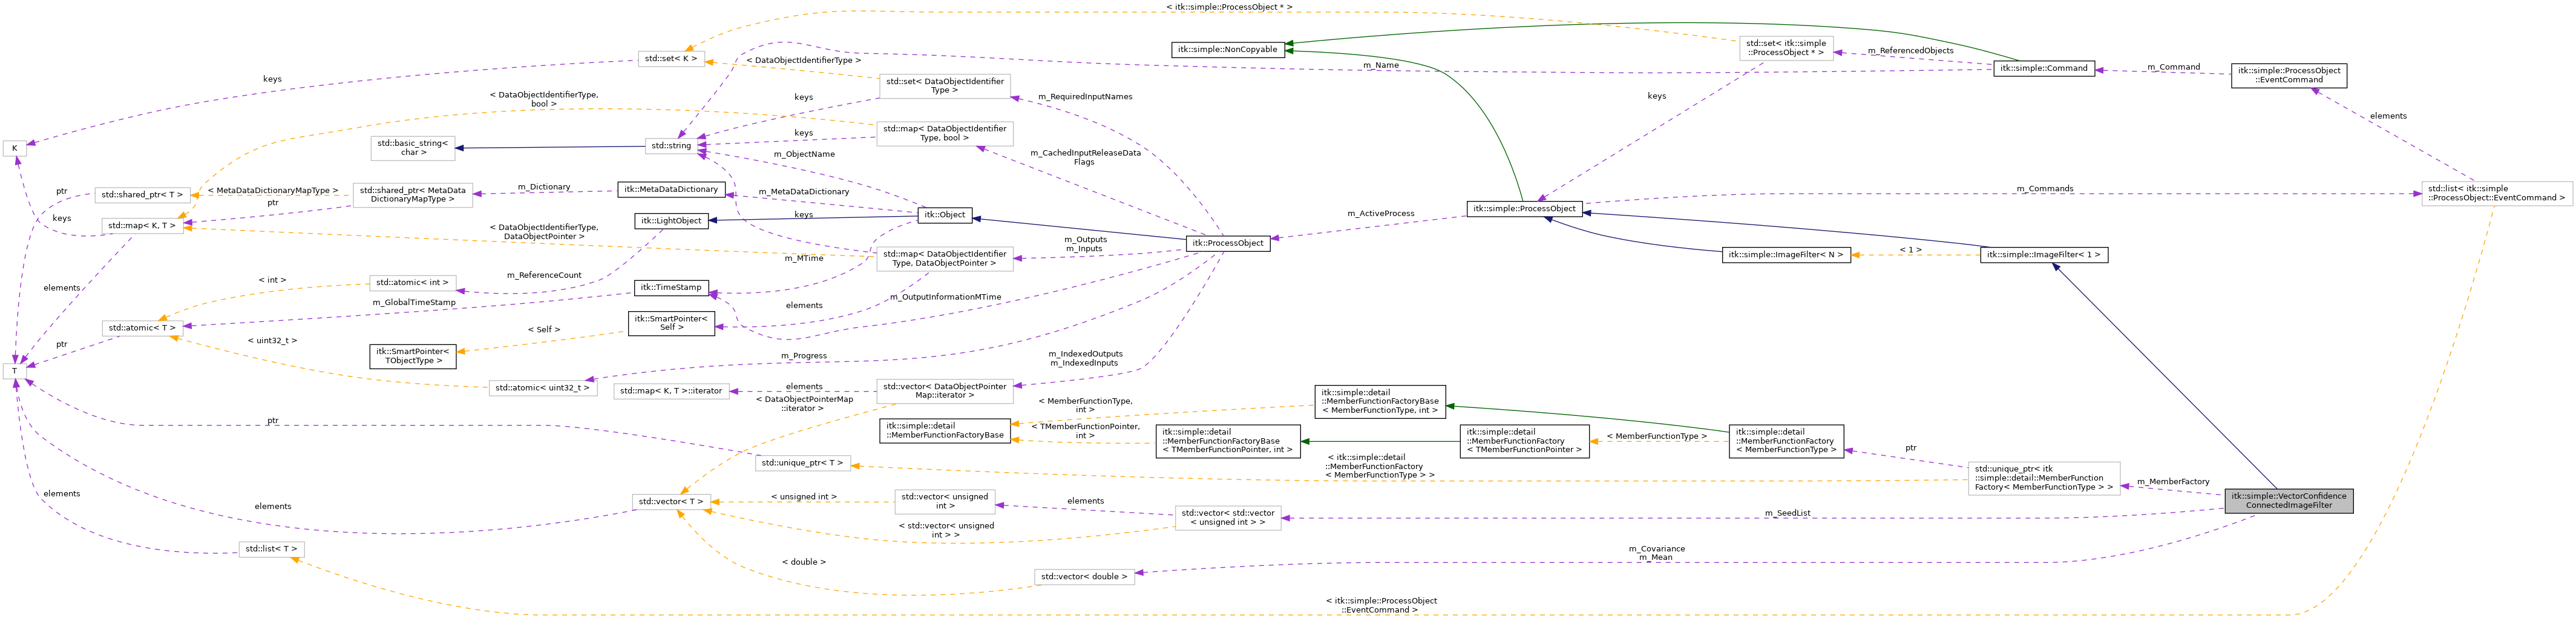 < itk::simple::ProcessObject * >
std::set< K >
keys
< DataObjectIdentifierType >
m_Name
itk::simple::NonCopyable
std::set< itk::simple
::ProcessObject * >
m_ReferencedObjects
itk::simple::Command
m_Command
itk::simple::ProcessObject
::EventCommand
std::set< DataObjectIdentifier
Type >
keys
m_RequiredInputNames
keys
elements
< DataObjectIdentifierType,
bool >
std::map< DataObjectIdentifier
Type, bool >
keys
m_CachedInputReleaseData
Flags
K
std::basic_string<
char >
std::string
m_ObjectName
ptr
std::shared_ptr< T >
< MetaDataDictionaryMapType >
ptr
std::shared_ptr< MetaData
DictionaryMapType >
m_Dictionary
itk::MetaDataDictionary
m_MetaDataDictionary
m_Commands
std::list< itk::simple
::ProcessObject::EventCommand >
keys
std::map< K, T >
itk::LightObject
keys
itk::Object
m_ActiveProcess
itk::simple::ProcessObject
< DataObjectIdentifierType,
DataObjectPointer >
m_Outputs
m_Inputs
itk::ProcessObject
std::map< DataObjectIdentifier
Type, DataObjectPointer >
m_MTime
itk::simple::ImageFilter< N >
< 1 >
itk::simple::ImageFilter< 1 >
elements
< int >
std::atomic< int >
m_ReferenceCount
itk::TimeStamp
m_GlobalTimeStamp
m_OutputInformationMTime
elements
std::atomic< T >
ptr
< uint32_t >
< Self >
itk::SmartPointer<
Self >
itk::SmartPointer<
TObjectType >
m_Progress
m_IndexedOutputs
m_IndexedInputs
T
std::atomic< uint32_t >
std::map< K, T >::iterator
elements
std::vector< DataObjectPointer
Map::iterator >
< DataObjectPointerMap
::iterator >
itk::simple::detail
::MemberFunctionFactoryBase
< MemberFunctionType,
int >
< TMemberFunctionPointer,
int >
itk::simple::detail
::MemberFunctionFactoryBase
< MemberFunctionType, int >
itk::simple::detail
::MemberFunctionFactoryBase
< TMemberFunctionPointer, int >
itk::simple::detail
::MemberFunctionFactory
< TMemberFunctionPointer >
< MemberFunctionType >
itk::simple::detail
::MemberFunctionFactory
< MemberFunctionType >
ptr
ptr
std::unique_ptr< T >
< itk::simple::detail
::MemberFunctionFactory
< MemberFunctionType > >
std::unique_ptr< itk
::simple::detail::MemberFunction
Factory< MemberFunctionType > >
m_MemberFactory
itk::simple::VectorConfidence
ConnectedImageFilter
elements
elements
std::vector< T >
< unsigned int >
std::vector< unsigned
int >
elements
std::vector< std::vector
< unsigned int > >
m_SeedList
< std::vector< unsigned
int > >
std::list< T >
< double >
std::vector< double >
m_Covariance
m_Mean
< itk::simple::ProcessObject
::EventCommand >